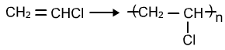 CH₂=CHCl ⟶ –(CH₂ – CH–)ₙ
Cl